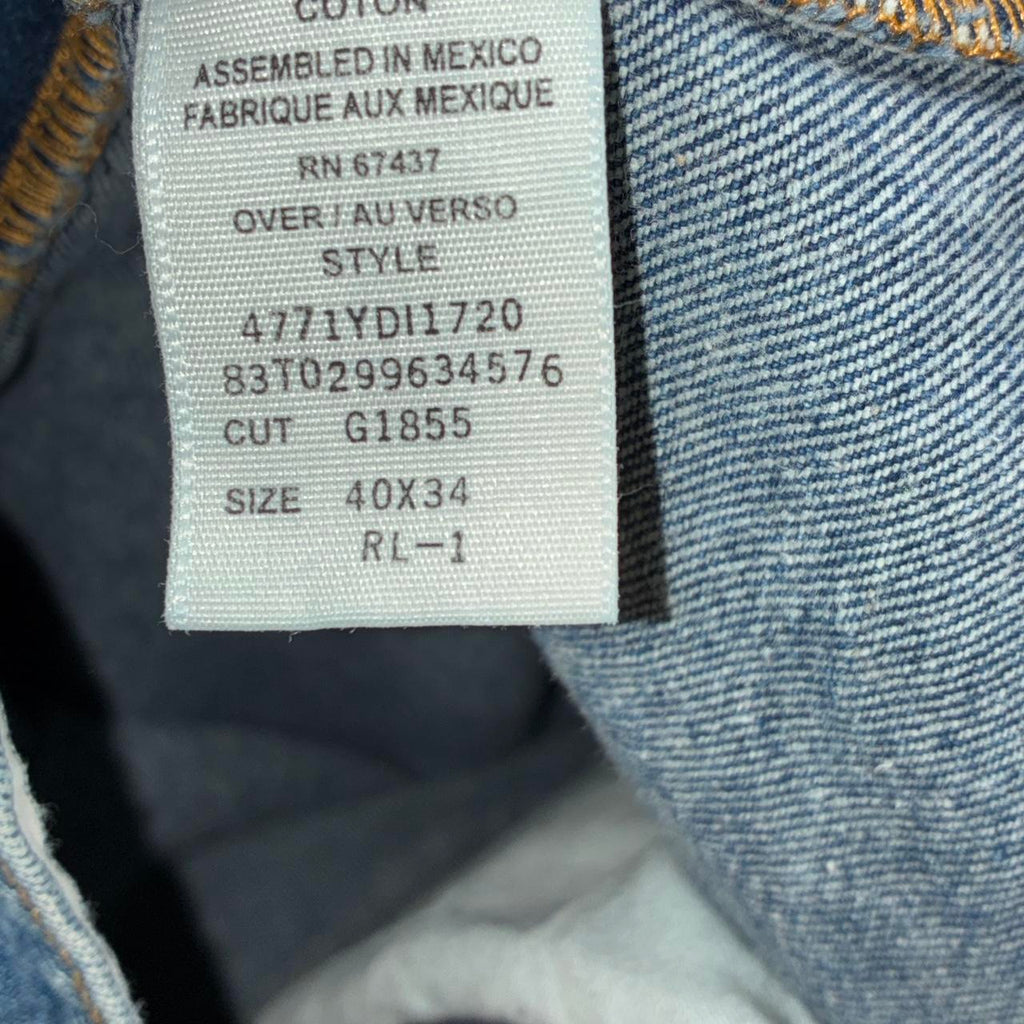 COTON
ASSEMBLED IN MEXICO
FABRIQUE AUX MEXIQUE
RN 67437
OVER / AU VERSO
STYLE
4771YDI1720
83T0299634576
CUT G1855
SIZE 40X34
RL-1